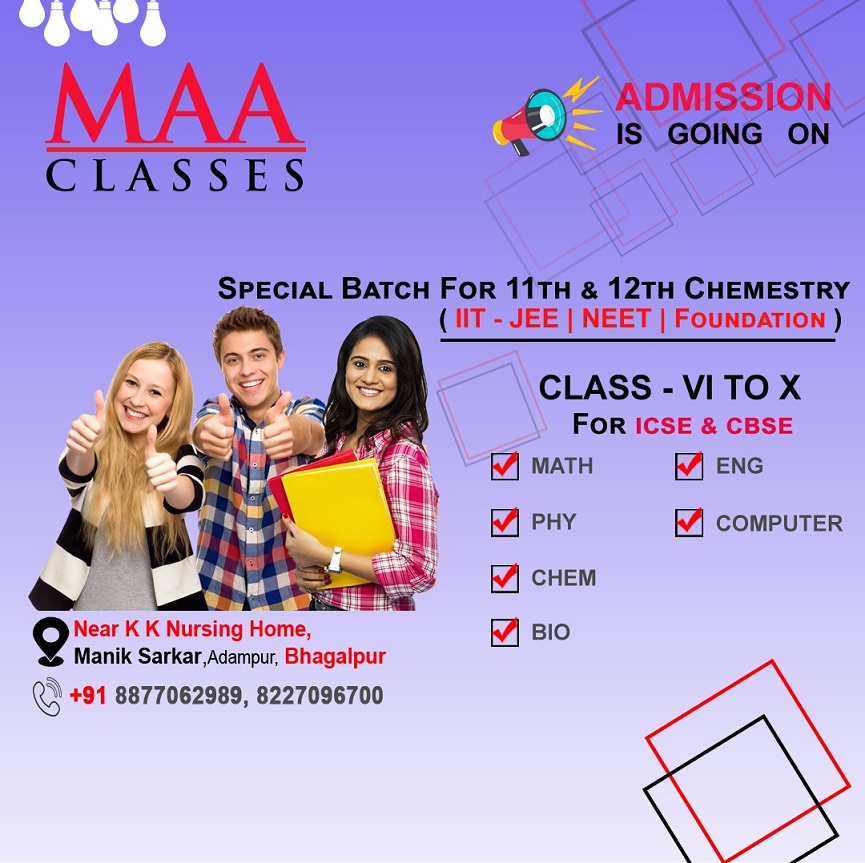 MAA
CLASSES
ADMISSION
IS GOING ON
SPECIAL BATCH FOR 11TH & 12TH CHEMESTRY
( IIT - JEE | NEET | FOUNDATION )
CLASS - VI TO X
FOR ICSE & CBSE
MATH
ENG
PHY
COMPUTER
CHEM
BIO
Near K K Nursing Home,
Manik Sarkar,Adampur, Bhagalpur
+91 8877062989, 8227096700